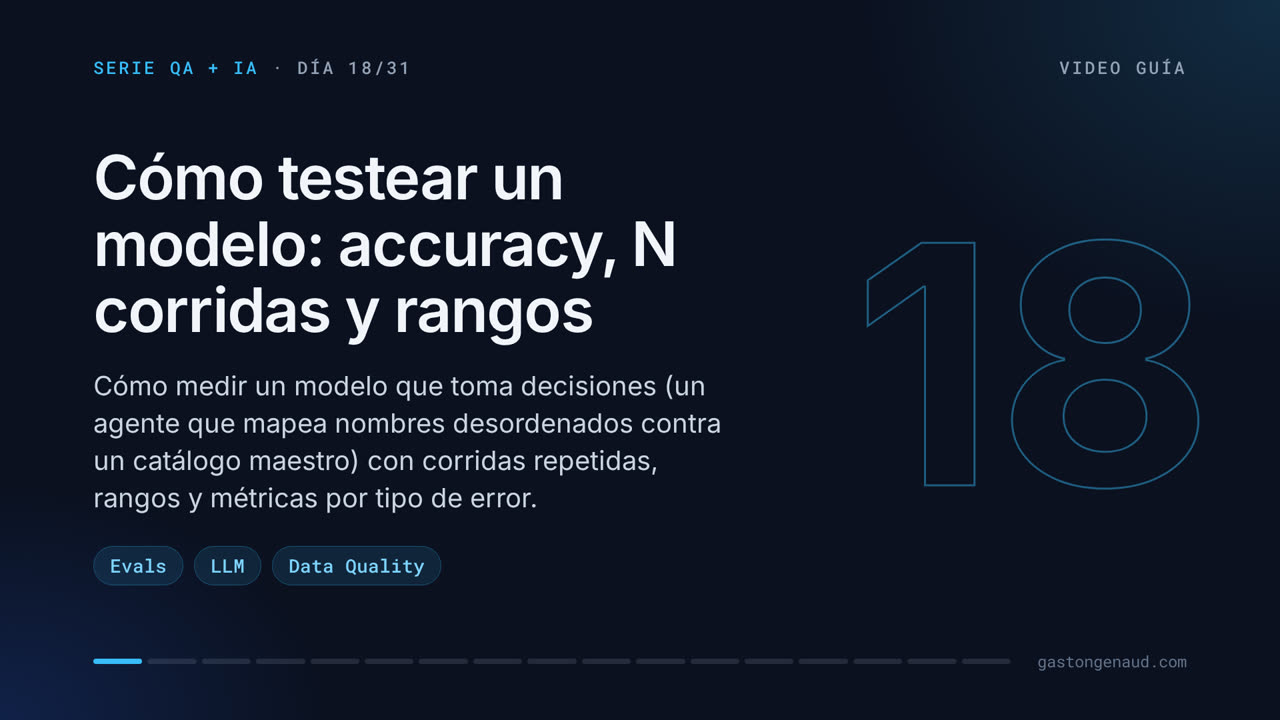 SERIE QA + IA · DÍA 18/31
VIDEO GUÍA
Cómo testear un
modelo: accuracy, N
corridas y rangos
18
Cómo medir un modelo que toma decisiones (un
agente que mapea nombres desordenados contra
un catálogo maestro) con corridas repetidas,
rangos y métricas por tipo de error.
Evals
LLM
Data Quality
gastongenaud.com